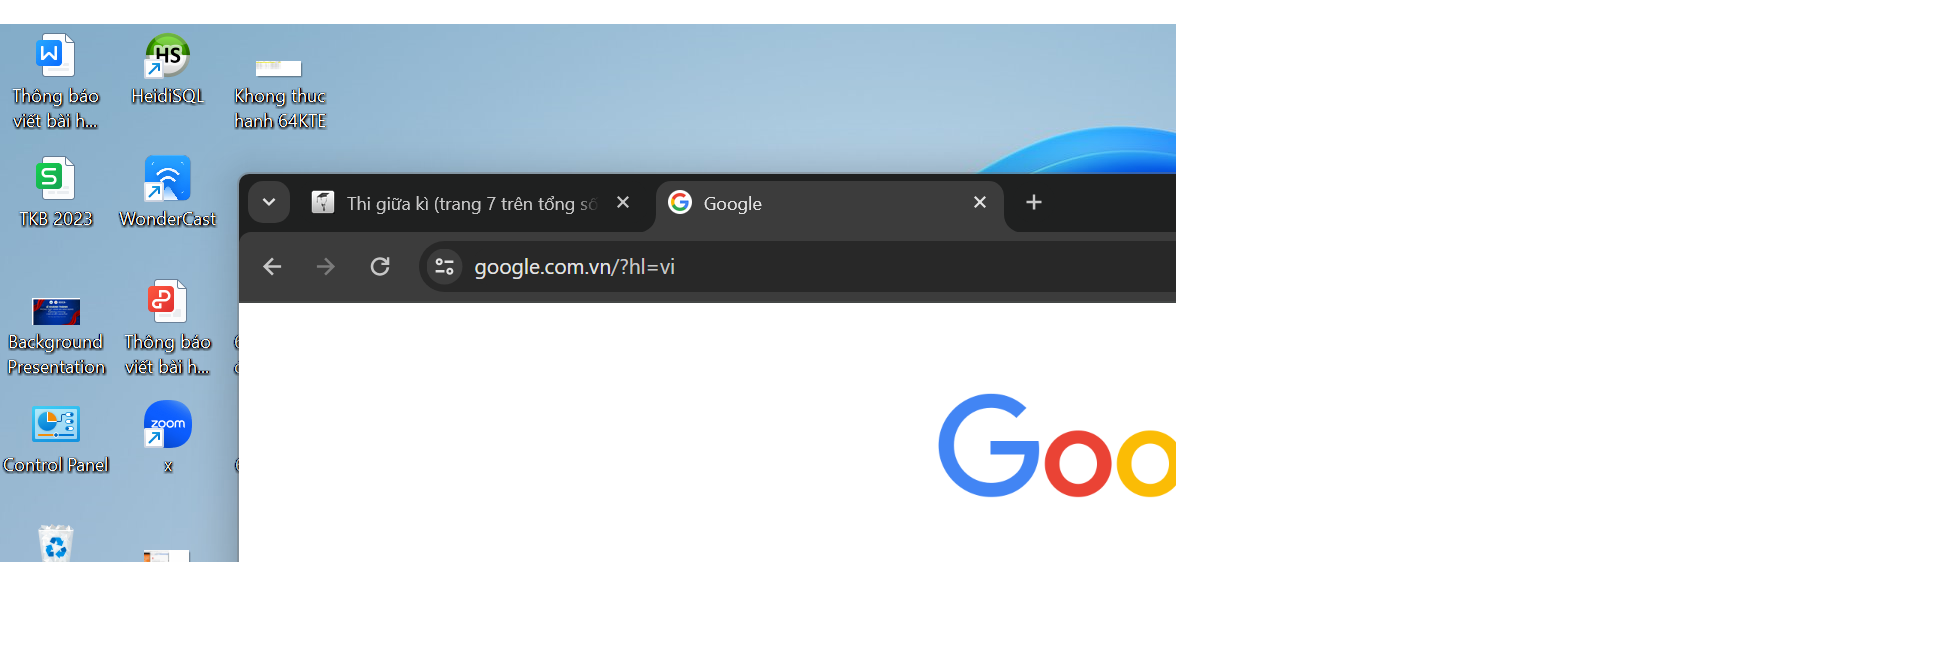 Thông báo
viết bài h...
HeidiSQL
Khong thuc
hanh 64KTE
TKB 2023
WonderCast
Background
Presentation
Thông báo
viết bài h...
Control Panel
zoom
x
Thi giữa kì (trang 7 trên tổng số
Google
google.com.vn/?hl=vi
Goo